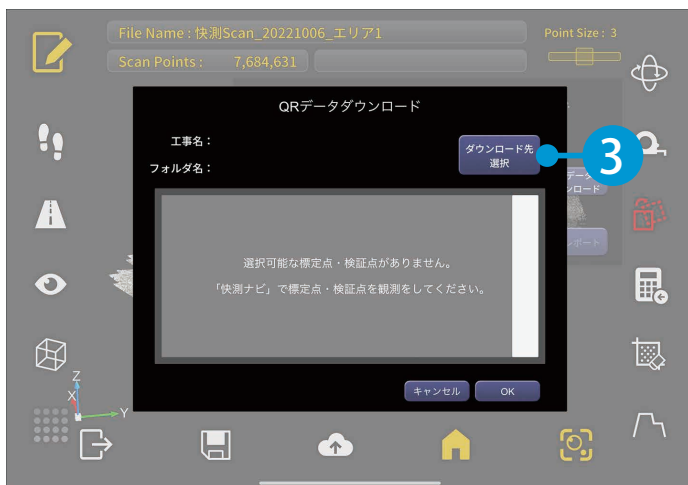 File Name : 快測Scan_20221006_エリア1
Point Size : 3
Scan Points : 7,684,631
QRデータダウンロード
工事名：
ダウンロード先
選択
3
フォルダ名：
選択可能な標定点・検証点がありません。
「快測ナビ」で標定点・検証点を観測をしてください。
キャンセル
OK
Z
X
Y